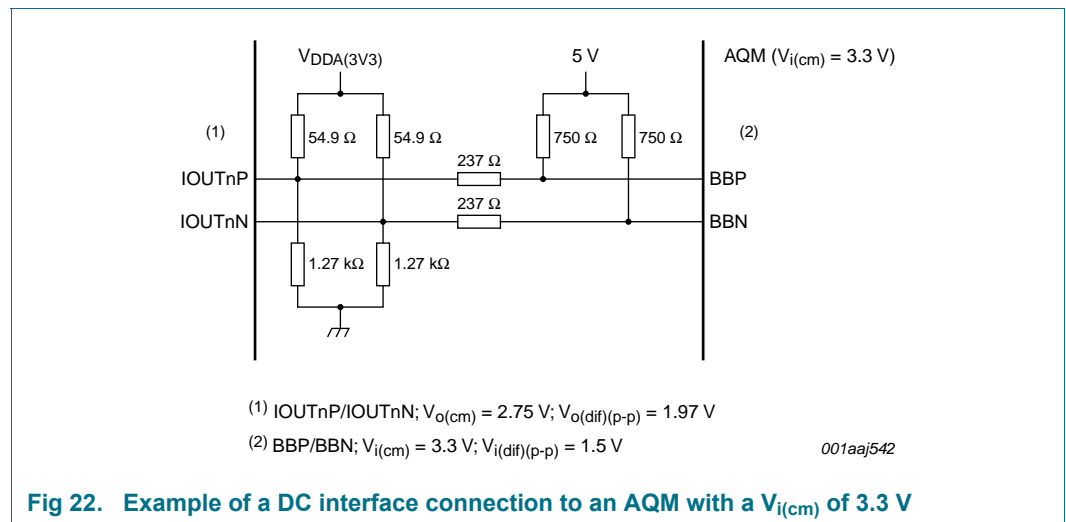 VDDA(3V3)
5 V
AQM (Vi(cm) = 3.3 V)
(1)
54.9 Ω
54.9 Ω
750 Ω
750 Ω
(2)
237 Ω
IOUTnP
BBP
237 Ω
IOUTnN
BBN
1.27 kΩ
1.27 kΩ
(1) IOUTnP/IOUTnN; Vo(cm) = 2.75 V; Vo(dif)(p-p) = 1.97 V
(2) BBP/BBN; Vi(cm) = 3.3 V; Vi(dif)(p-p) = 1.5 V
001aaj542
Fig 22. Example of a DC interface connection to an AQM with a Vi(cm) of 3.3 V